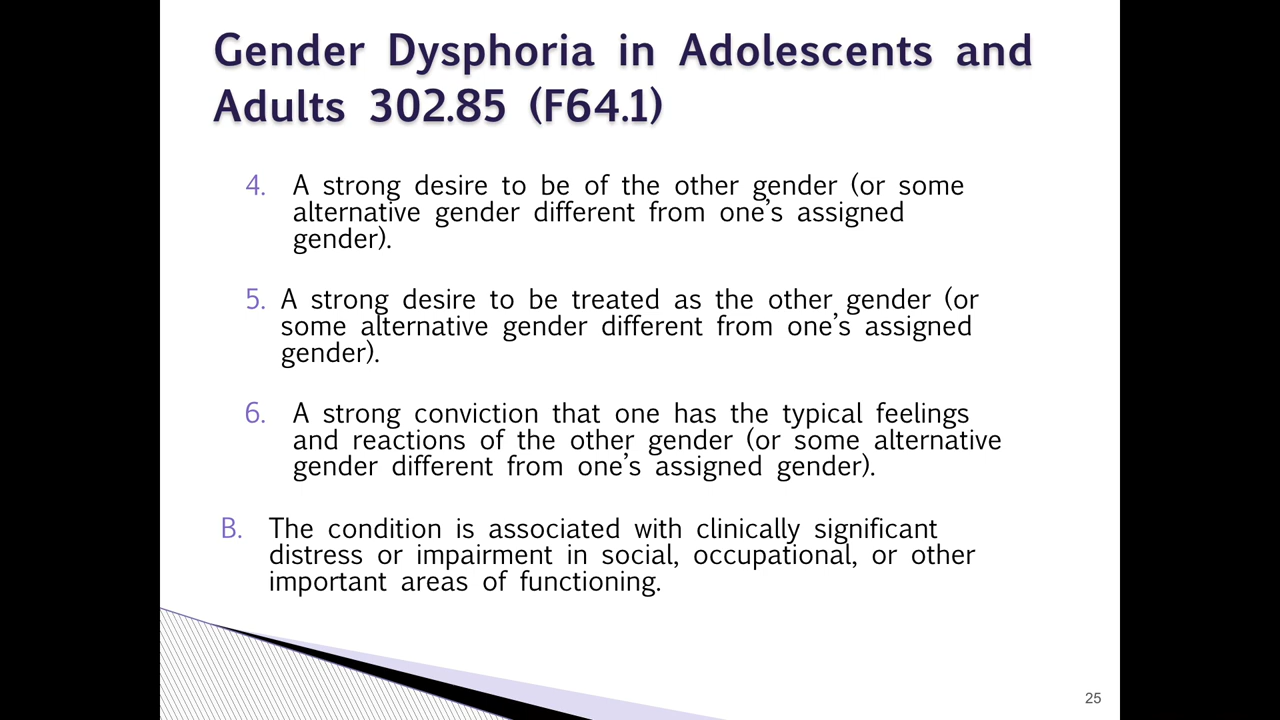 Gender Dysphoria in Adolescents and
Adults 302.85 (F64.1)
4. A strong desire to be of the other gender (or some
alternative gender different from one's assigned
gender).
5. A strong desire to be treated as the other gender (or
some alternative gender different from one's assigned
gender).
6. A strong conviction that one has the typical feelings
and reactions of the other gender (or some alternative
gender different from one's assigned gender).
B. The condition is associated with clinically significant
distress or impairment in social, occupational, or other
important areas of functioning.
25